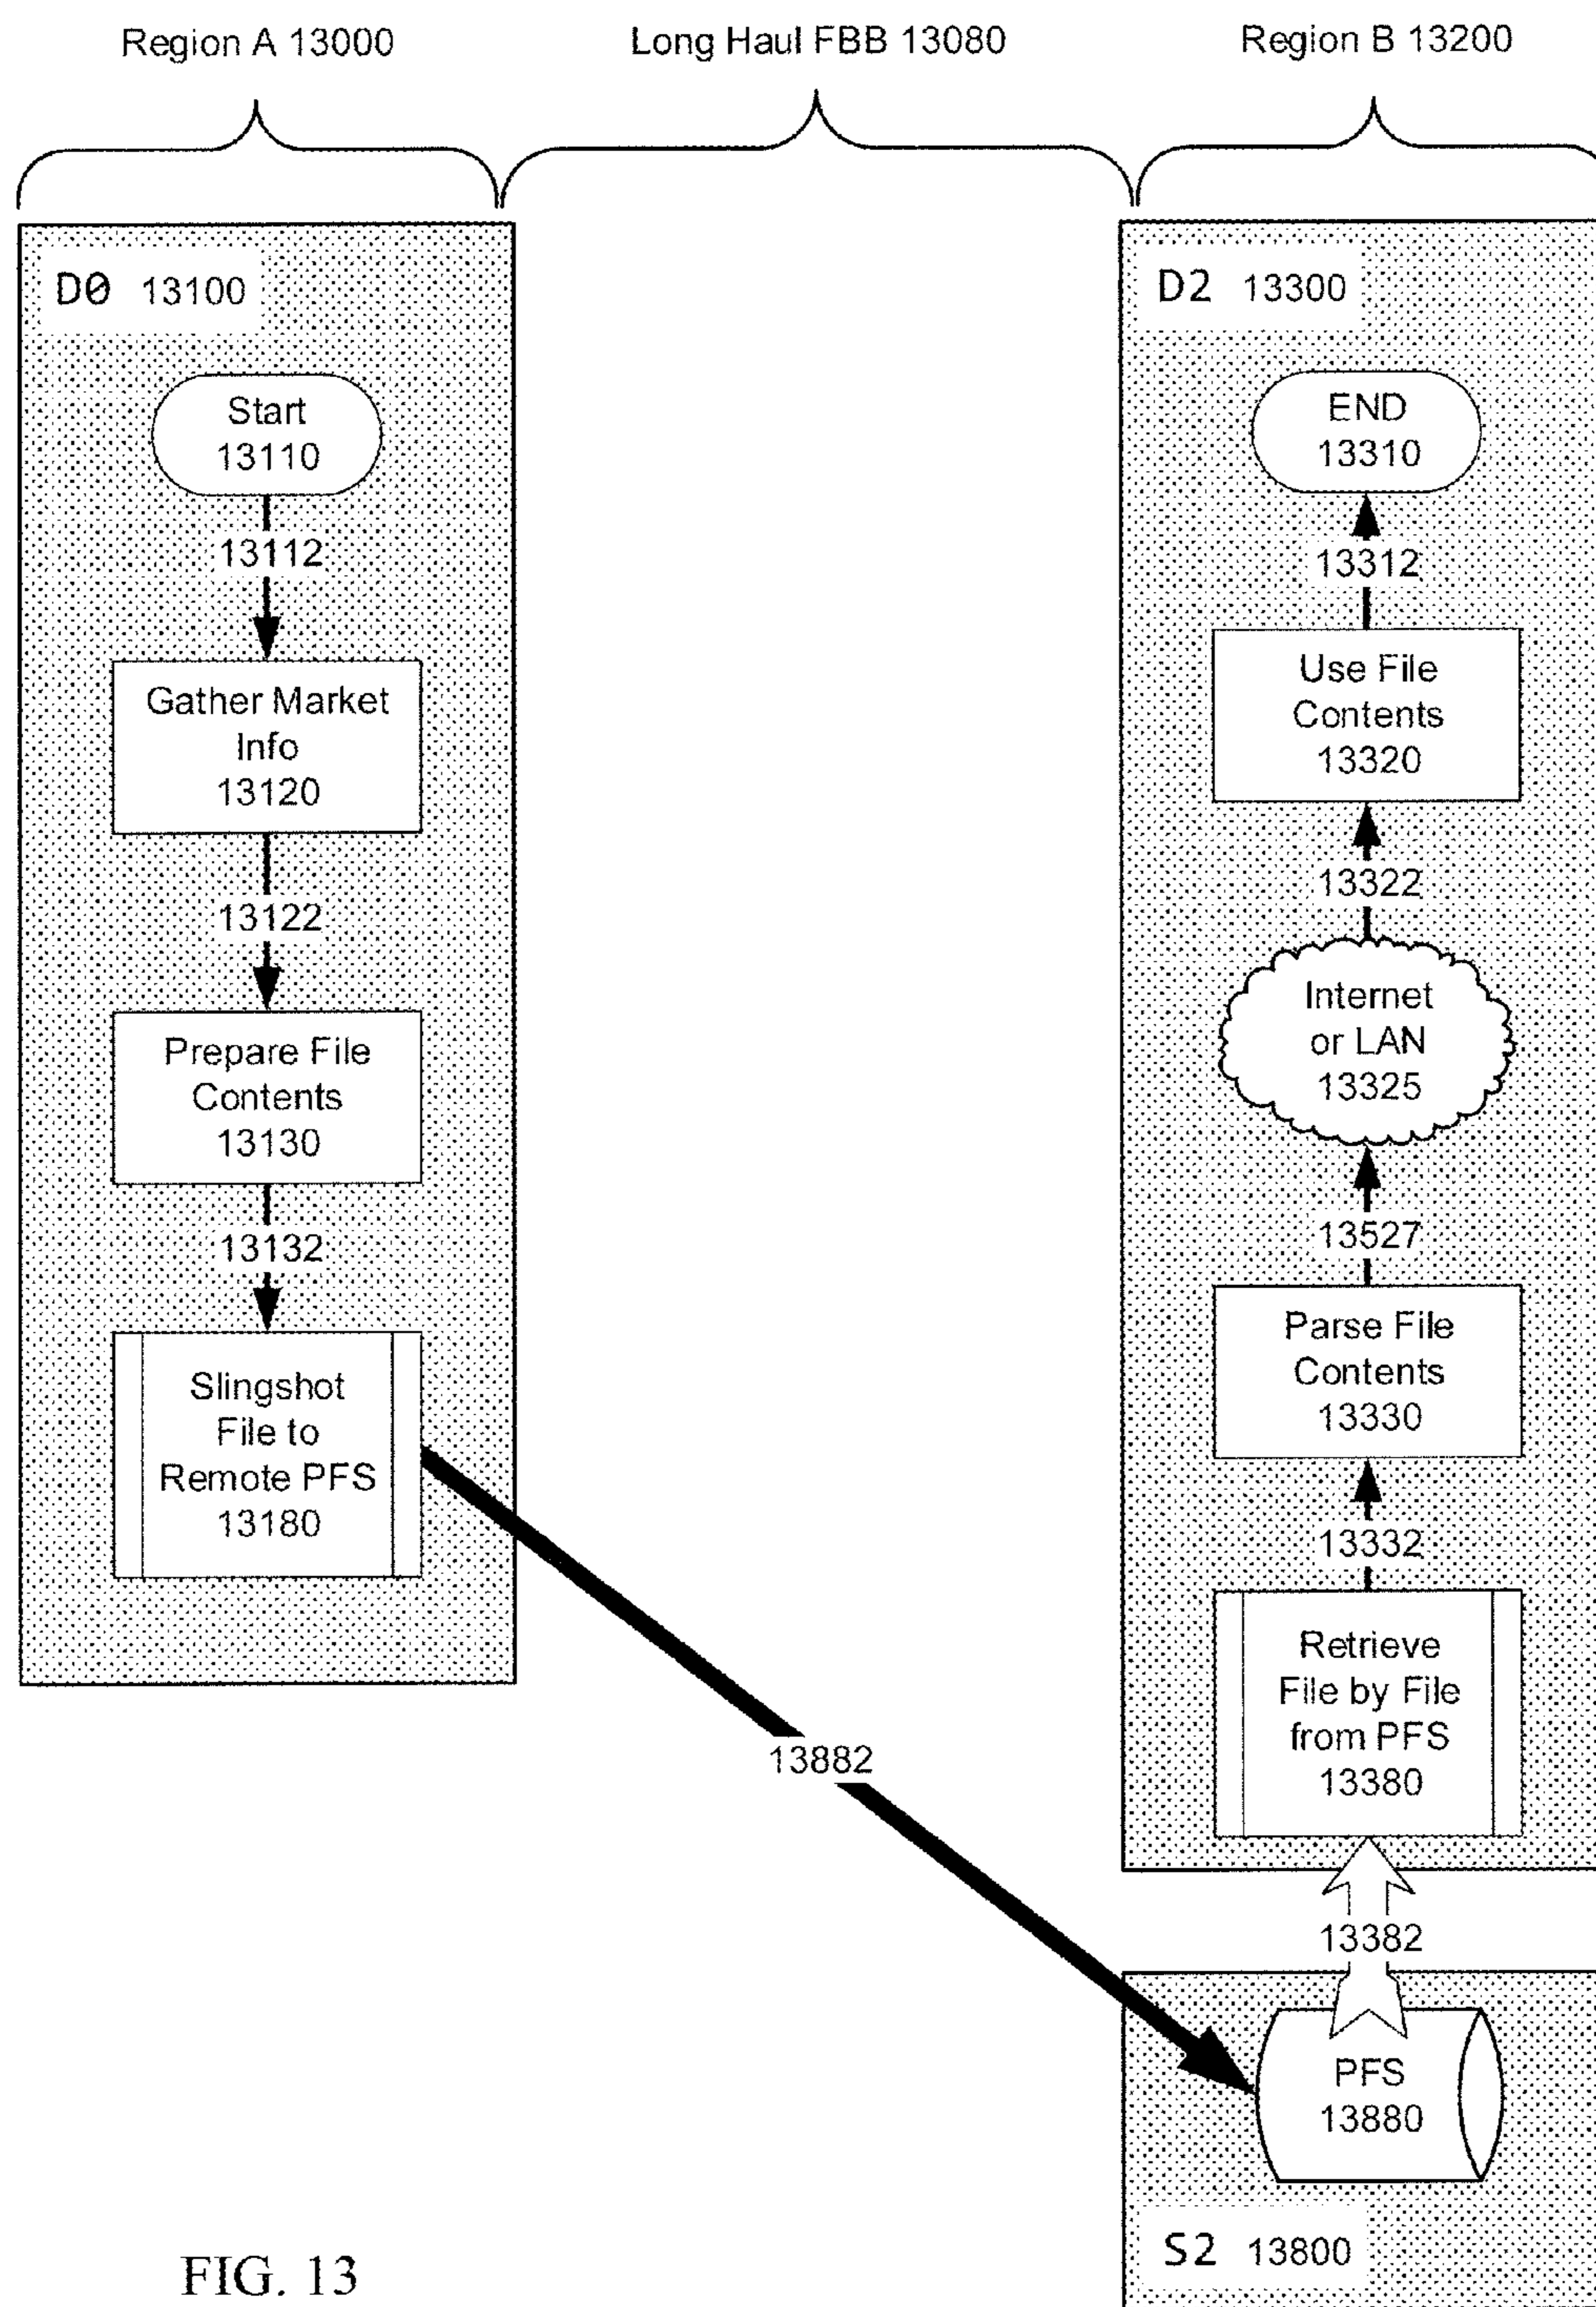 Region A 13000
Long Haul FBB 13080
Region B 13200
D0 13100
Start
13110
13112
Gather Market
Info
13120
13122
Prepare File
Contents
13130
13132
Slingshot
File to
Remote PFS
13180
13882
D2 13300
END
13310
13312
Use File
Contents
13320
13322
Internet
or LAN
13325
13527
Parse File
Contents
13330
13332
Retrieve
File by File
from PFS
13380
13382
PFS
13880
S2 13800
FIG. 13